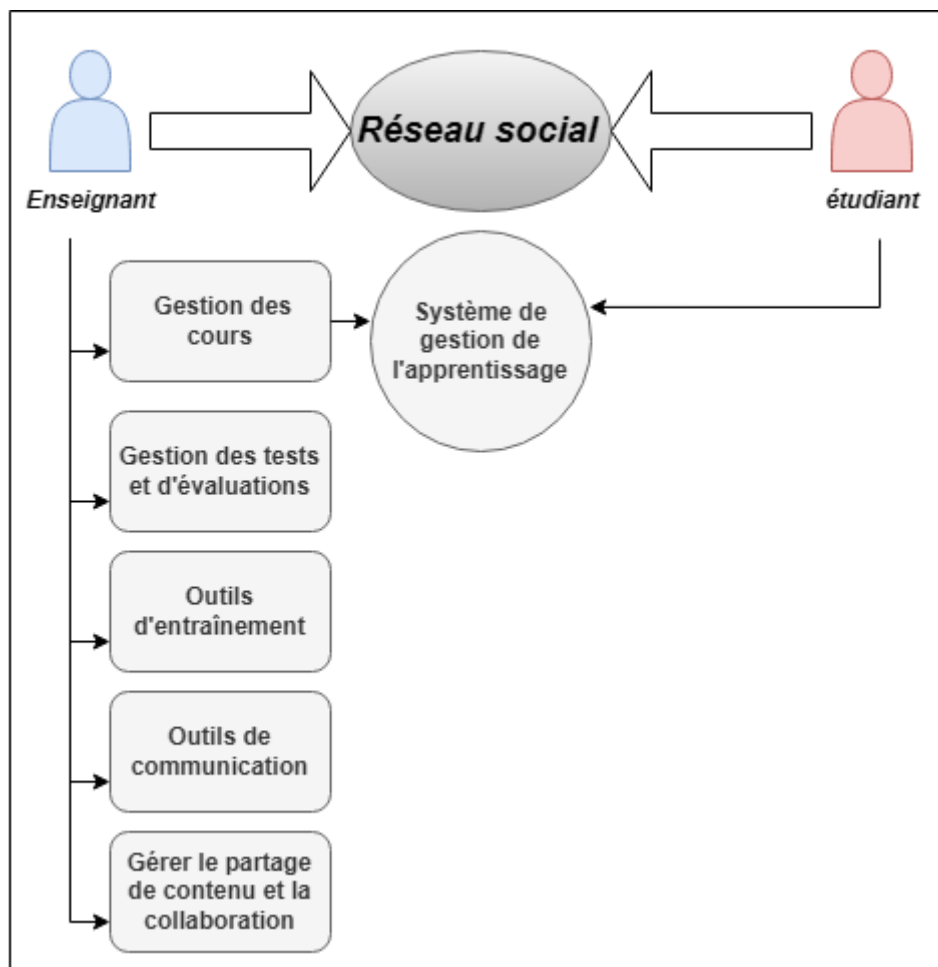 Réseau social
Enseignant
étudiant
Gestion des
cours
Système de
gestion de
l'apprentissage
Gestion des tests
et d'évaluations
Outils
d'entraînement
Outils de
communication
Gérer le partage
de contenu et la
collaboration